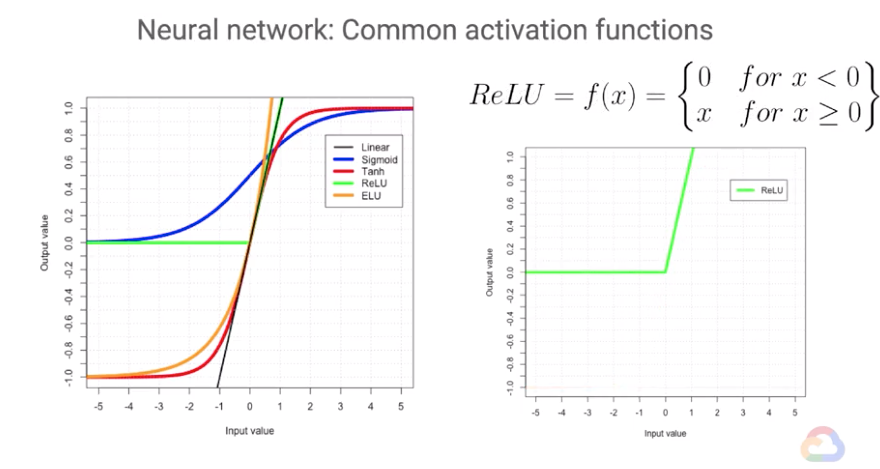 Neural network: Common activation functions
ReLU = f(x) = {0 for x < 0
x for x ≥ 0}
Output value
1.0
0.8
0.6
0.4
0.2
0.0
-0.2
-0.4
-0.6
-0.8
-1.0
Linear
Sigmoid
Tanh
ReLU
ELU
-5 -4 -3 -2 -1 0 1 2 3 4 5
Input value
Output value
1.0
0.8
0.6
0.4
0.2
0.0
-0.2
-0.4
-0.6
-0.8
-1.0
ReLU
-5 -4 -3 -2 -1 0 1 2 3 4 5
Input value